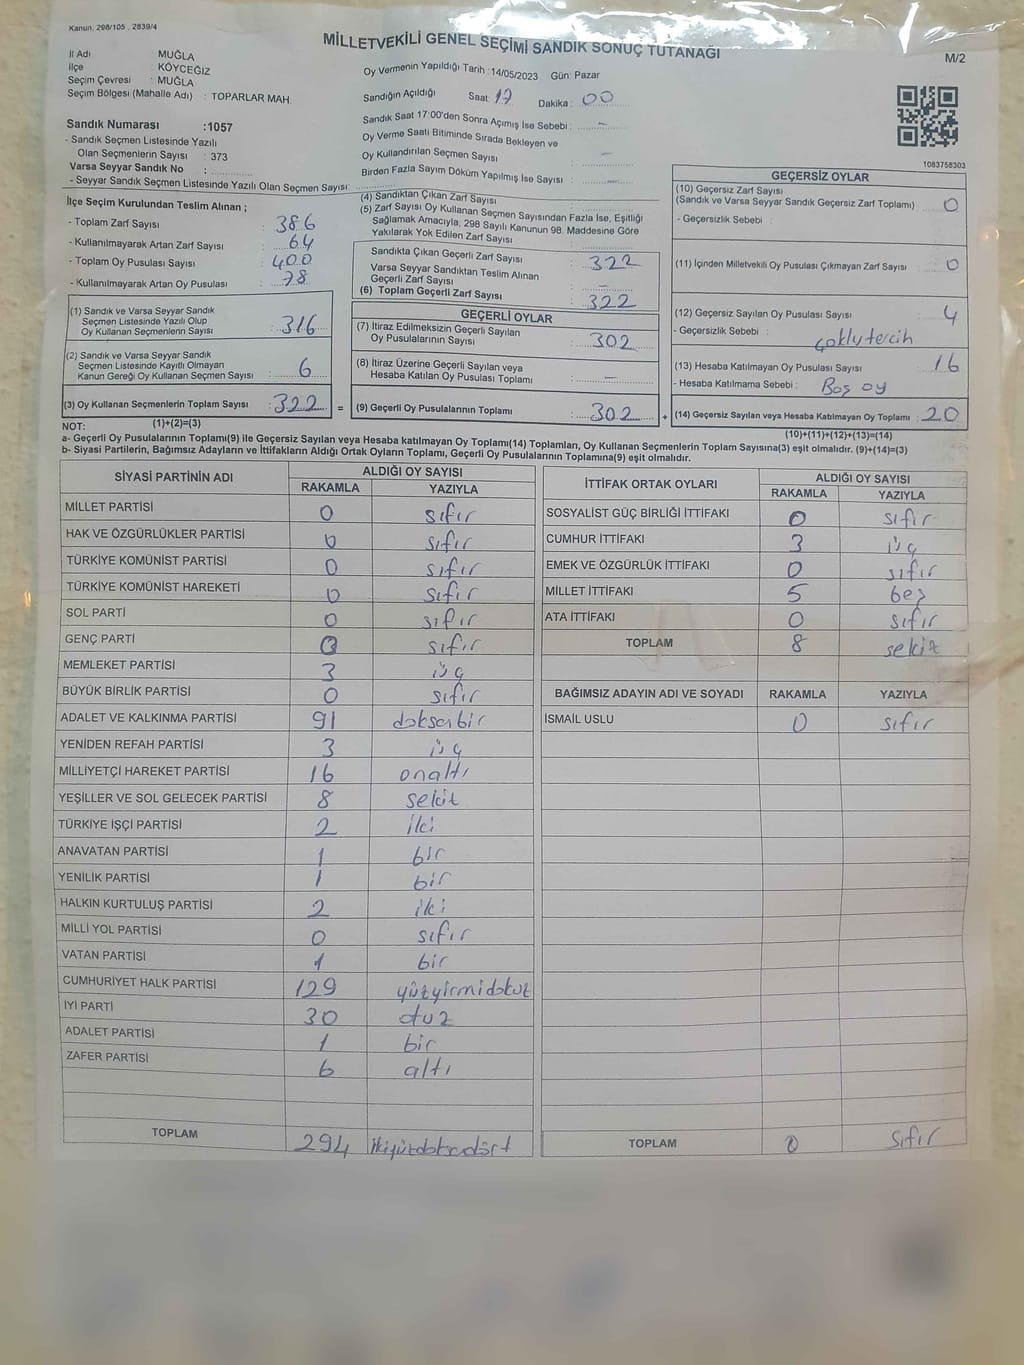 Kanun: 298/105 , 2839/4
MİLLETVEKİLİ GENEL SEÇİMİ SANDIK SONUÇ TUTANAĞI
M/2
İl Adı : MUĞLA
İlçe : KÖYCEĞİZ
Seçim Çevresi : MUĞLA
Seçim Bölgesi (Mahalle Adı) : TOPARLAR MAH.
Sandık Numarası :1057
- Sandık Seçmen Listesinde Yazılı
Olan Seçmenlerin Sayısı : 373
Varsa Seyyar Sandık No :
- Seyyar Sandık Seçmen Listesinde Yazılı Olan Seçmen Sayısı :
Oy Vermenin Yapıldığı Tarih :14/05/2023 Gün: Pazar
Sandığın Açıldığı Saat: 17 Dakika : 00
Sandık Saat 17:00'den Sonra Açımış İse Sebebi : –
Oy Verme Saati Bitiminde Sırada Bekleyen ve
Oy Kullandırılan Seçmen Sayısı : –
Birden Fazla Sayım Döküm Yapılmış İse Sayısı : –
1083758303
İlçe Seçim Kurulundan Teslim Alınan ;
- Toplam Zarf Sayısı : 386
- Kullanılmayarak Artan Zarf Sayısı : 64
- Toplam Oy Pusulası Sayısı : 400
- Kullanılmayarak Artan Oy Pusulası : 78
(1) Sandık ve Varsa Seyyar Sandık
Seçmen Listesinde Yazılı Olup
Oy Kullanan Seçmenlerin Sayısı : 316
(2) Sandık ve Varsa Seyyar Sandık
Seçmen Listesinde Kayıtlı Olmayan
Kanun Gereği Oy Kullanan Seçmen Sayısı : 6
(3) Oy Kullanan Seçmenlerin Toplam Sayısı : 322 =
(1)+(2)=(3)
(4) Sandıktan Çıkan Zarf Sayısı :
(5) Zarf Sayısı Oy Kullanan Seçmen Sayısından Fazla İse, Eşitliği
Sağlamak Amacıyla, 298 Sayılı Kanunun 98. Maddesine Göre
Yakılarak Yok Edilen Zarf Sayısı :
Sandıkta Çıkan Geçerli Zarf Sayısı : 322
Varsa Seyyar Sandıktan Teslim Alınan
Geçerli Zarf Sayısı : –
(6) Toplam Geçerli Zarf Sayısı : 322
GEÇERLİ OYLAR
(7) İtiraz Edilmeksizin Geçerli Sayılan
Oy Pusulalarının Sayısı : 302
(8) İtiraz Üzerine Geçerli Sayılan veya
Hesaba Katılan Oy Pusulası Toplamı : –
(9) Geçerli Oy Pusulalarının Toplamı : 302 +
GEÇERSİZ OYLAR
(10) Geçersiz Zarf Sayısı
(Sandık ve Varsa Seyyar Sandık Geçersiz Zarf Toplamı) : 0
- Geçersizlik Sebebi :
(11) İçinden Milletvekili Oy Pusulası Çıkmayan Zarf Sayısı : 0
(12) Geçersiz Sayılan Oy Pusulası Sayısı : 4
- Geçersizlik Sebebi : çoklu tercih
(13) Hesaba Katılmayan Oy Pusulası Sayısı : 16
- Hesaba Katılmama Sebebi : Boş oy
(14) Geçersiz Sayılan veya Hesaba Katılmayan Oy Toplamı : 20
(10)+(11)+(12)+(13)=(14)
NOT:
a- Geçerli Oy Pusulalarının Toplamı(9) ile Geçersiz Sayılan veya Hesaba katılmayan Oy Toplamı(14) Toplamları, Oy Kullanan Seçmenlerin Toplam Sayısına(3) eşit olmalıdır. (9)+(14)=(3)
b- Siyasi Partilerin, Bağımsız Adayların ve İttifakların Aldığı Ortak Oyların Toplamı, Geçerli Oy Pusulalarının Toplamına(9) eşit olmalıdır.
SİYASİ PARTİNİN ADI ALDIĞI OY SAYISI
RAKAMLA YAZIYLA
MİLLET PARTİSİ 0 sıfır
HAK VE ÖZGÜRLÜKLER PARTİSİ 0 sıfır
TÜRKİYE KOMÜNİST PARTİSİ 0 sıfır
TÜRKİYE KOMÜNİST HAREKETİ 0 sıfır
SOL PARTİ 0 sıfır
GENÇ PARTİ 0 sıfır
MEMLEKET PARTİSİ 3 üç
BÜYÜK BİRLİK PARTİSİ 0 sıfır
ADALET VE KALKINMA PARTİSİ 91 doksanbir
YENİDEN REFAH PARTİSİ 3 üç
MİLLİYETÇİ HAREKET PARTİSİ 16 onaltı
YEŞİLLER VE SOL GELECEK PARTİSİ 8 sekiz
TÜRKİYE İŞÇİ PARTİSİ 2 iki
ANAVATAN PARTİSİ 1 bir
YENİLİK PARTİSİ 1 bir
HALKIN KURTULUŞ PARTİSİ 2 iki
MİLLİ YOL PARTİSİ 0 sıfır
VATAN PARTİSİ 1 bir
CUMHURİYET HALK PARTİSİ 129 yüzyirmidokuz
İYİ PARTİ 30 otuz
ADALET PARTİSİ 1 bir
ZAFER PARTİSİ 6 altı
TOPLAM 294 ikiyüzdoksandört
İTTİFAK ORTAK OYLARI ALDIĞI OY SAYISI
RAKAMLA YAZIYLA
SOSYALİST GÜÇ BİRLİĞİ İTTİFAKI 0 sıfır
CUMHUR İTTİFAKI 3 üç
EMEK VE ÖZGÜRLÜK İTTİFAKI 0 sıfır
MİLLET İTTİFAKI 5 beş
ATA İTTİFAKI 0 sıfır
TOPLAM 8 sekiz
BAĞIMSIZ ADAYIN ADI VE SOYADI RAKAMLA YAZIYLA
İSMAİL USLU 0 sıfır
TOPLAM 0 sıfır